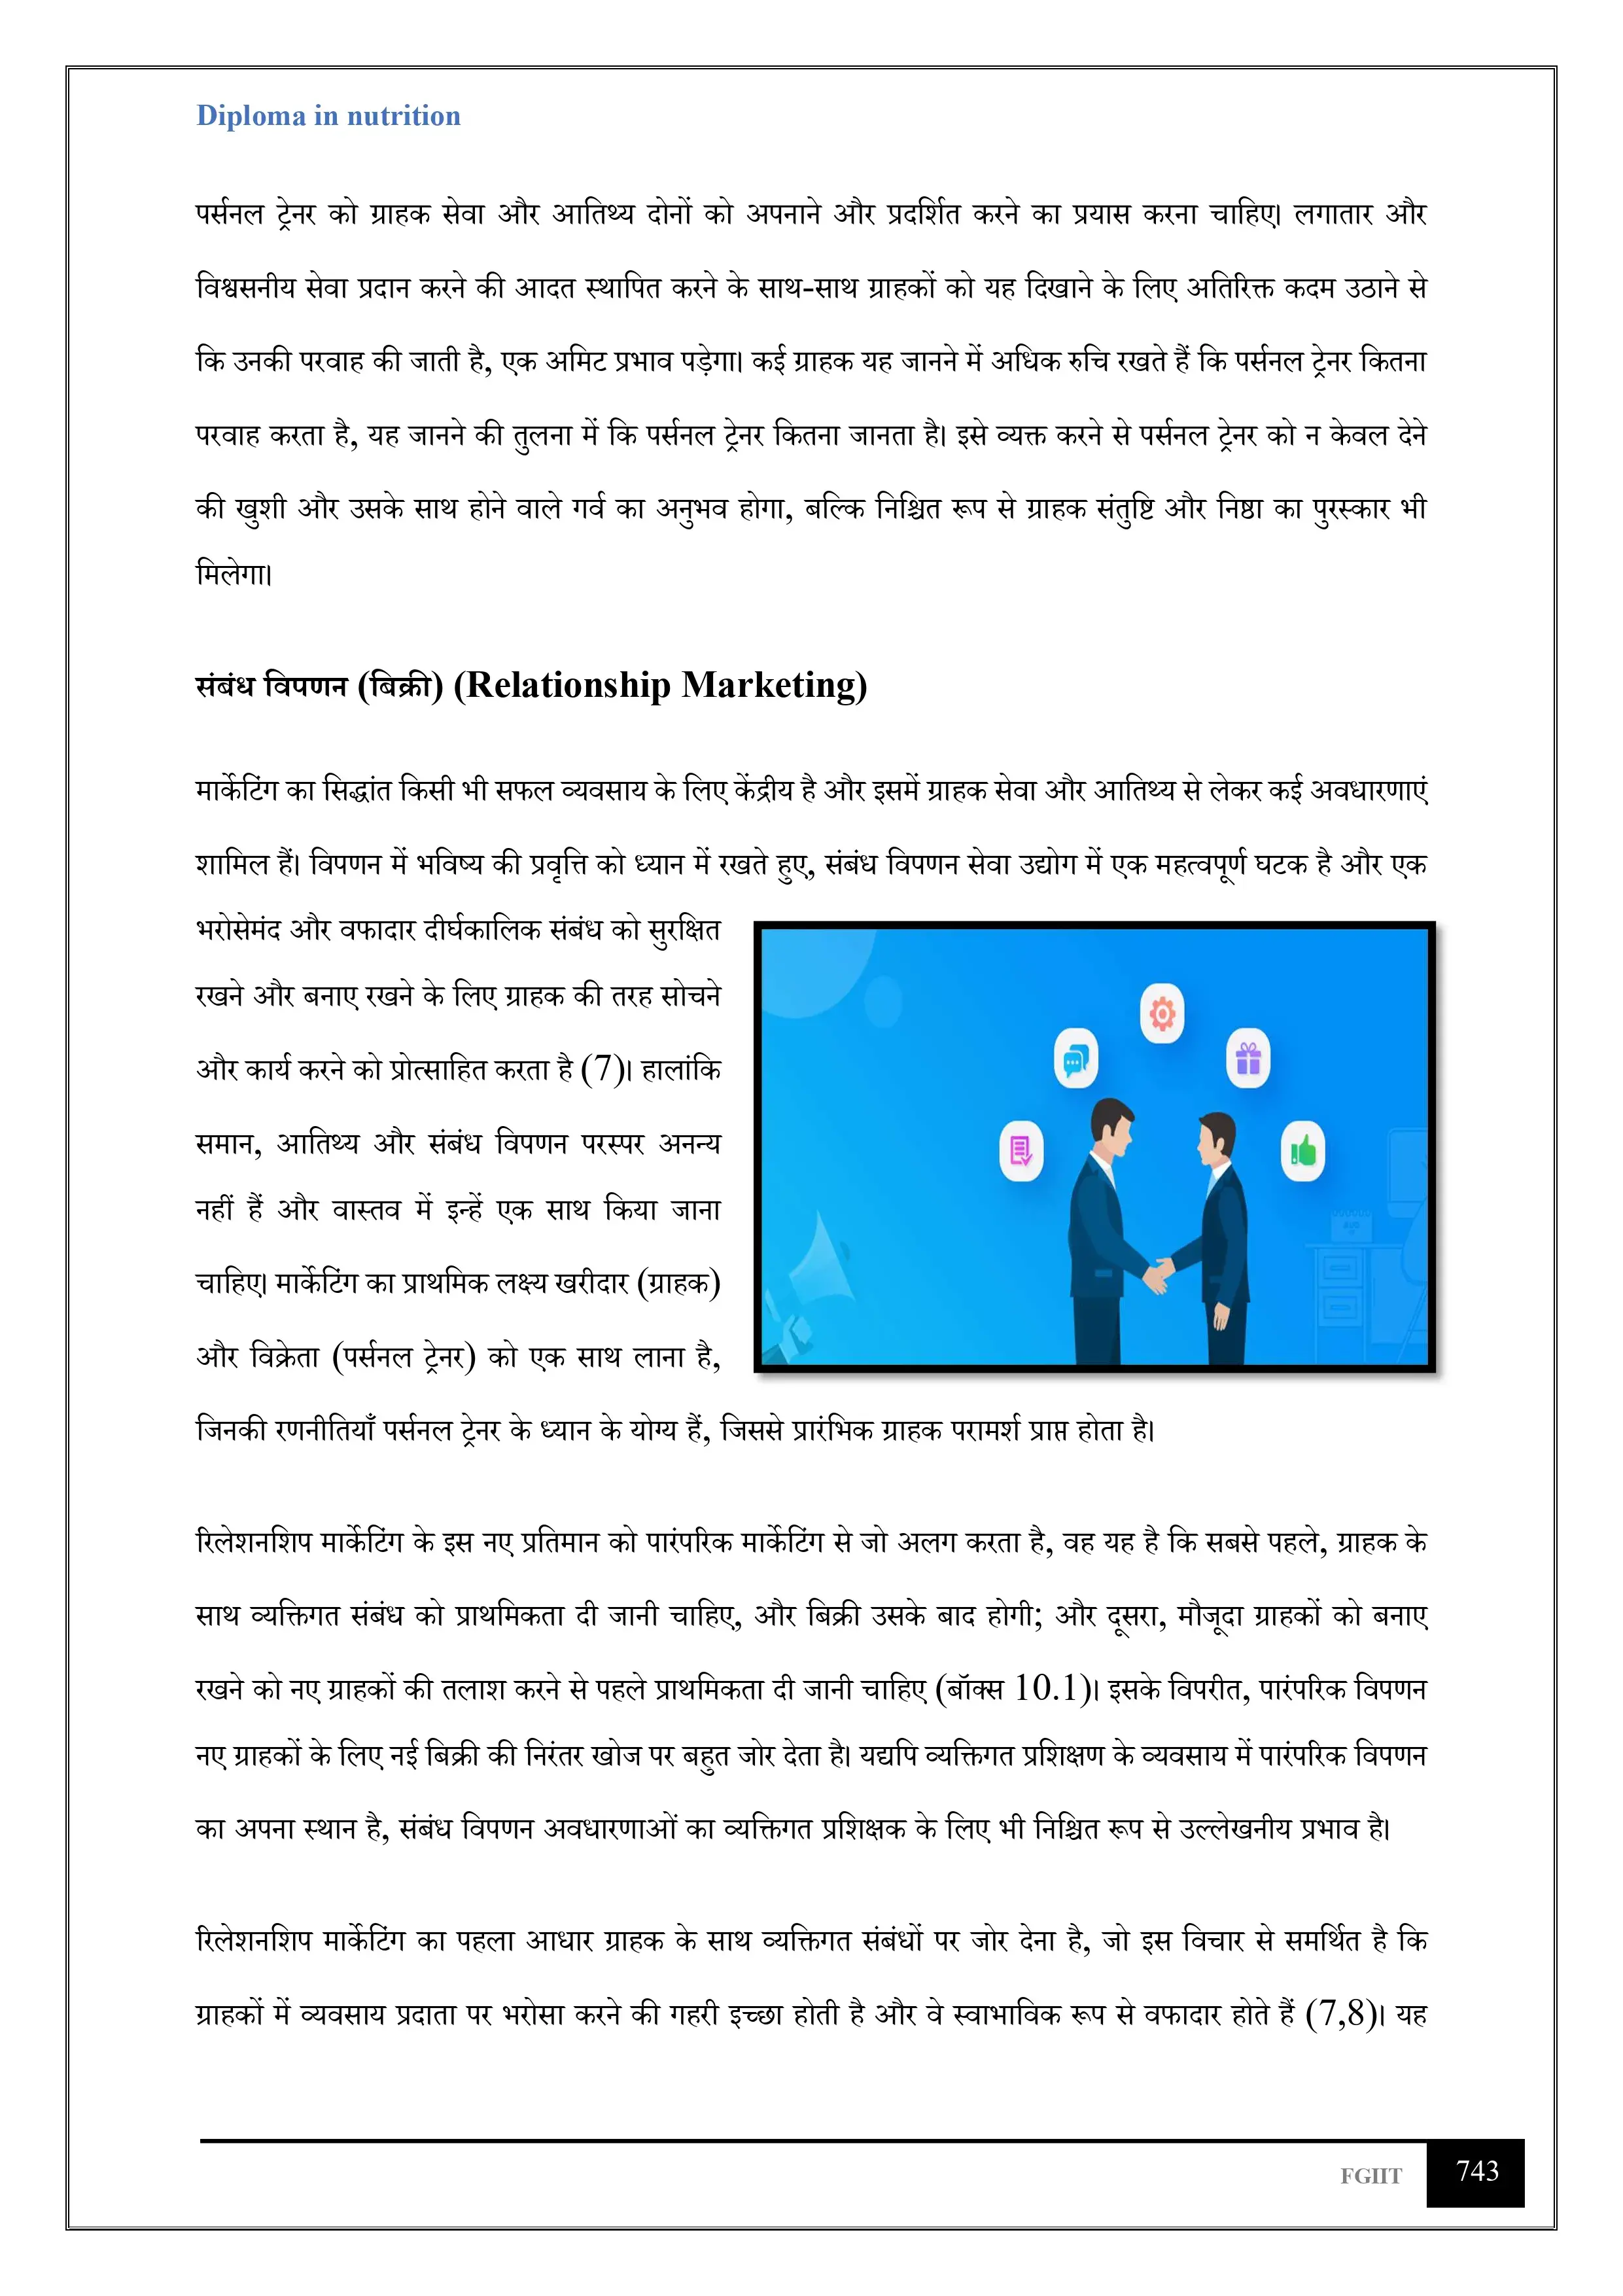 Diploma in nutrition
पर्सनल ट्रेनर को ग्राहक सेवा और आतिथ्य दोनों को अपनाने और प्रदर्शित करने का प्रयास करना चाहिए। लगातार और
विश्वसनीय सेवा प्रदान करने की आदत स्थापित करने के साथ-साथ ग्राहकों को यह दिखाने के लिए अतिरिक्त कदम उठाने से
कि उनकी परवाह की जाती है, एक अमिट प्रभाव पड़ेगा। कई ग्राहक यह जानने में अधिक रुचि रखते हैं कि पर्सनल ट्रेनर कितना
परवाह करता है, यह जानने की तुलना में कि पर्सनल ट्रेनर कितना जानता है। इसे व्यक्त करने से पर्सनल ट्रेनर को न केवल देने
की खुशी और उसके साथ होने वाले गर्व का अनुभव होगा, बल्कि निश्चित रूप से ग्राहक संतुष्टि और निष्ठा का पुरस्कार भी
मिलेगा।
संबंध विपणन (बिक्री) (Relationship Marketing)
मार्केटिंग का सिद्धांत किसी भी सफल व्यवसाय के लिए केंद्रीय है और इसमें ग्राहक सेवा और आतिथ्य से लेकर कई अवधारणाएं
शामिल हैं। विपणन में भविष्य की प्रवृत्ति को ध्यान में रखते हुए, संबंध विपणन सेवा उद्योग में एक महत्वपूर्ण घटक है और एक
भरोसेमंद और वफादार दीर्घकालिक संबंध को सुरक्षित
रखने और बनाए रखने के लिए ग्राहक की तरह सोचने
और कार्य करने को प्रोत्साहित करता है (7)। हालांकि
समान, आतिथ्य और संबंध विपणन परस्पर अनन्य
नहीं हैं और वास्तव में इन्हें एक साथ किया जाना
चाहिए। मार्केटिंग का प्राथमिक लक्ष्य खरीदार (ग्राहक)
और विक्रेता (पर्सनल ट्रेनर) को एक साथ लाना है,
जिनकी रणनीतियाँ पर्सनल ट्रेनर के ध्यान के योग्य हैं, जिससे प्रारंभिक ग्राहक परामर्श प्राप्त होता है।
रिलेशनशिप मार्केटिंग के इस नए प्रतिमान को पारंपरिक मार्केटिंग से जो अलग करता है, वह यह है कि सबसे पहले, ग्राहक के
साथ व्यक्तिगत संबंध को प्राथमिकता दी जानी चाहिए, और बिक्री उसके बाद होगी; और दूसरा, मौजूदा ग्राहकों को बनाए
रखने को नए ग्राहकों की तलाश करने से पहले प्राथमिकता दी जानी चाहिए (बॉक्स 10.1)। इसके विपरीत, पारंपरिक विपणन
नए ग्राहकों के लिए नई बिक्री की निरंतर खोज पर बहुत जोर देता है। यद्यपि व्यक्तिगत प्रशिक्षण के व्यवसाय में पारंपरिक विपणन
का अपना स्थान है, संबंध विपणन अवधारणाओं का व्यक्तिगत प्रशिक्षक के लिए भी निश्चित रूप से उल्लेखनीय प्रभाव है।
रिलेशनशिप मार्केटिंग का पहला आधार ग्राहक के साथ व्यक्तिगत संबंधों पर जोर देना है, जो इस विचार से समर्थित है कि
ग्राहकों में व्यवसाय प्रदाता पर भरोसा करने की गहरी इच्छा होती है और वे स्वाभाविक रूप से वफादार होते हैं (7,8)। यह
FGIIT 743